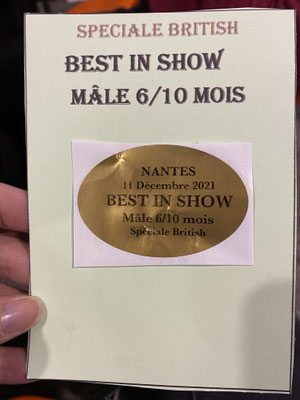 SPECIALE BRITISH
BEST IN SHOW
MÂLE 6/10 MOIS
NANTES
11 Décembre 2021
BEST IN SHOW
Mâle 6/10 mois
Spéciale British